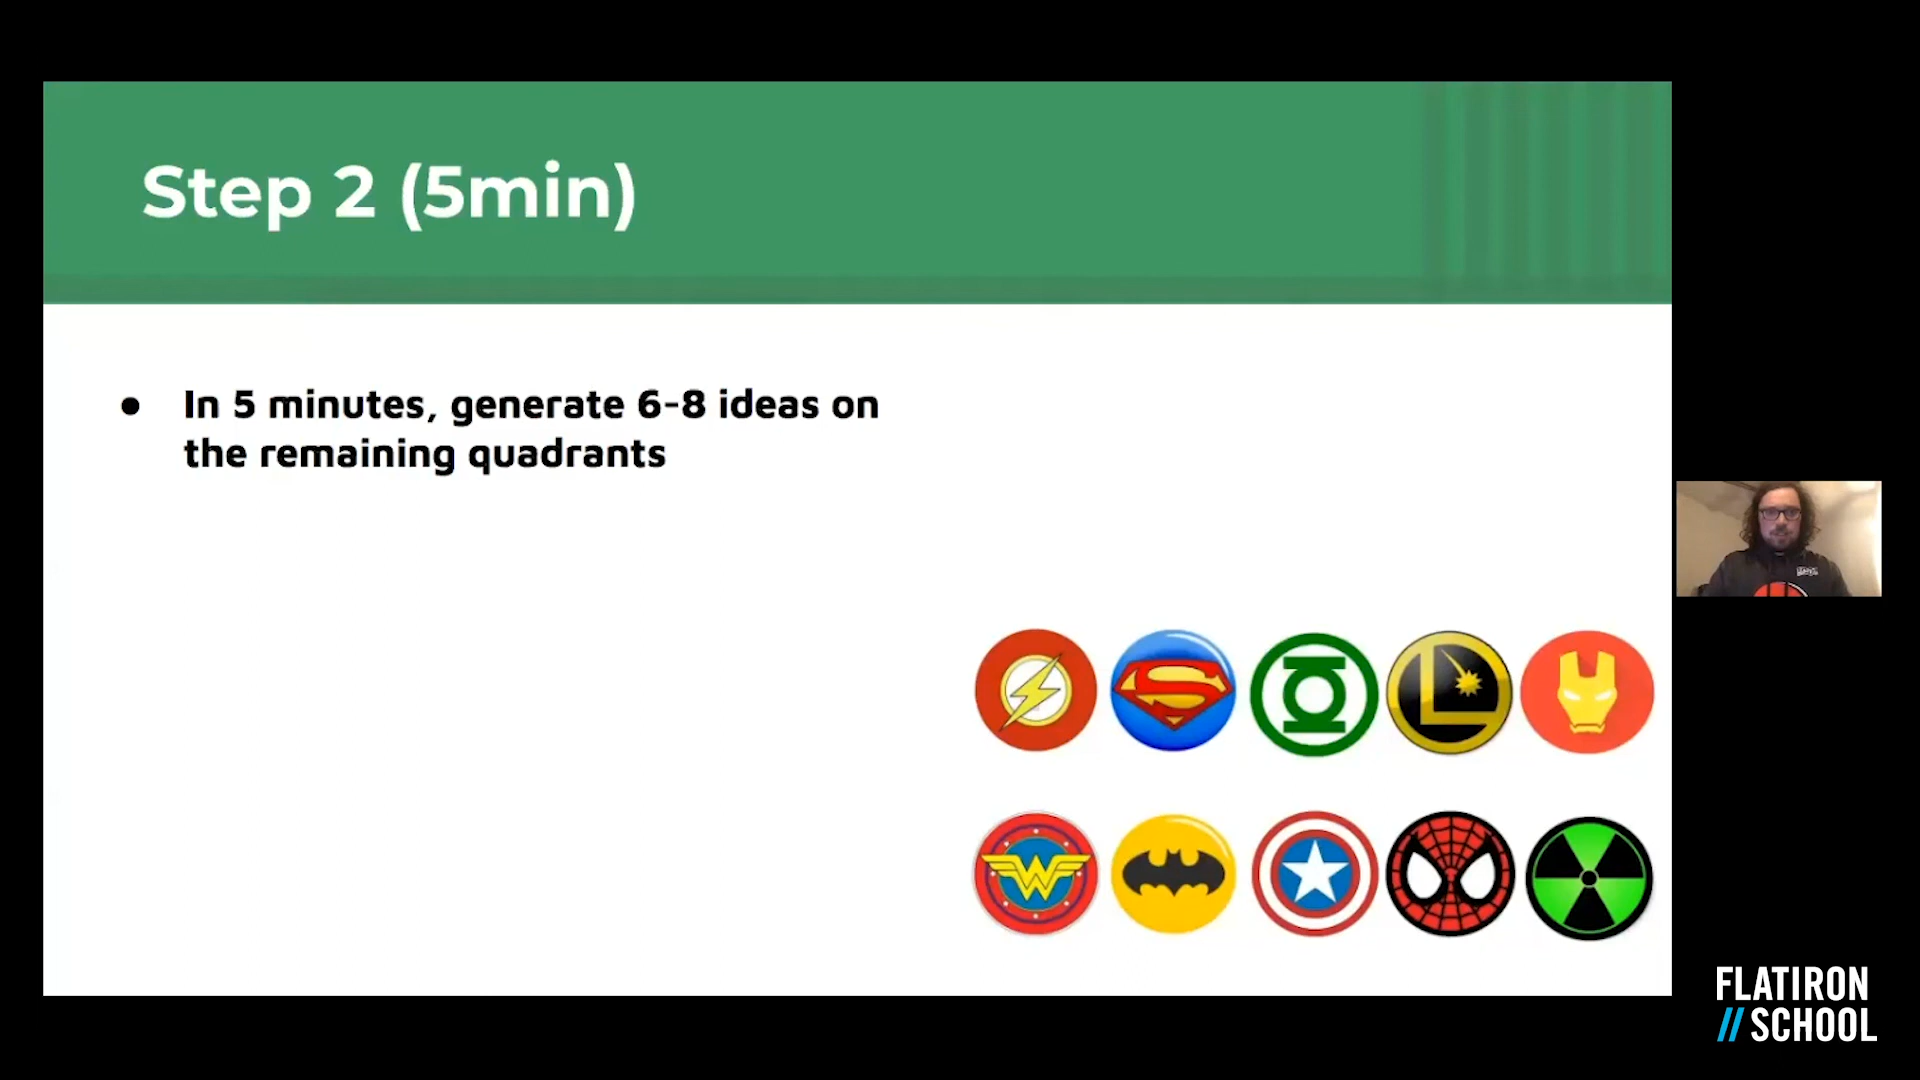 Step 2 (5min)
● In 5 minutes, generate 6-8 ideas on
the remaining quadrants
FLATIRON
// SCHOOL